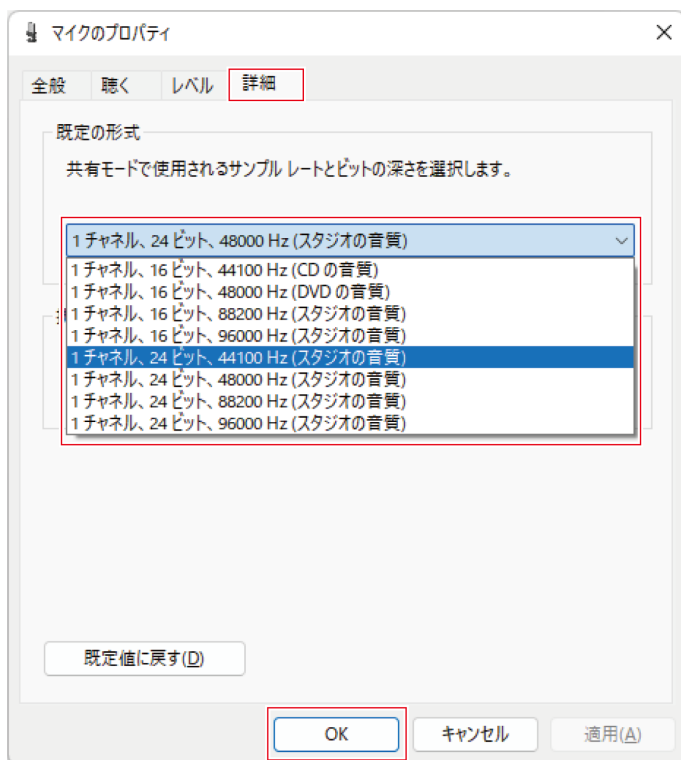 マイクのプロパティ
全般 聴く レベル 詳細
既定の形式
共有モードで使用されるサンプル レートとビットの深さを選択します。
1 チャネル、24 ビット、48000 Hz (スタジオの音質)
1 チャネル、16 ビット、44100 Hz (CD の音質)
1 チャネル、16 ビット、48000 Hz (DVD の音質)
1 チャネル、16 ビット、88200 Hz (スタジオの音質)
1 チャネル、16 ビット、96000 Hz (スタジオの音質)
1 チャネル、24 ビット、44100 Hz (スタジオの音質)
1 チャネル、24 ビット、48000 Hz (スタジオの音質)
1 チャネル、24 ビット、88200 Hz (スタジオの音質)
1 チャネル、24 ビット、96000 Hz (スタジオの音質)
既定値に戻す(D)
OK キャンセル 適用(A)